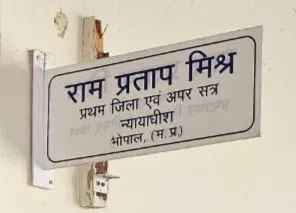 राम प्रताप मिश्र
प्रथम जिला एवं अपर सत्र
न्यायाधीश
भोपाल, (म. प्र.)